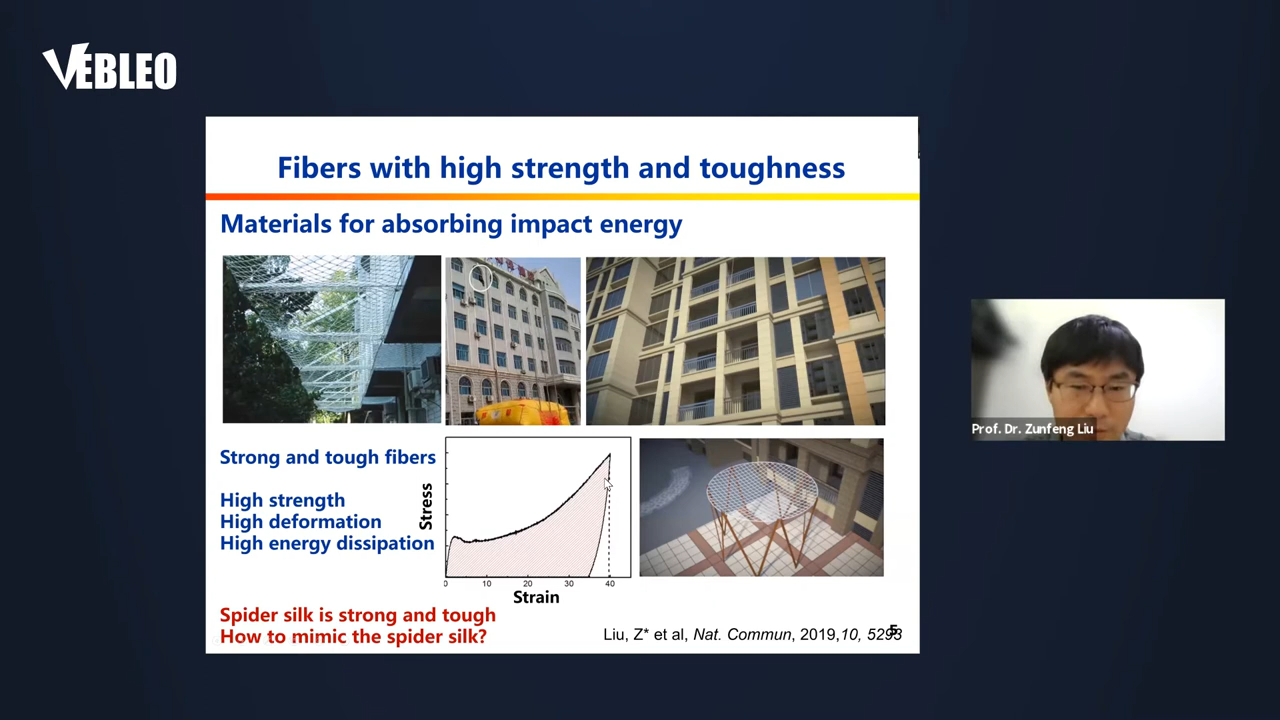 VEBLEO
Fibers with high strength and toughness
Materials for absorbing impact energy
Strong and tough fibers
High strength
High deformation
High energy dissipation
Stress
0 10 20 30 40
Strain
Spider silk is strong and tough
How to mimic the spider silk?
Liu, Z* et al, Nat. Commun, 2019,10, 5293
5
Prof. Dr. Zunfeng Liu